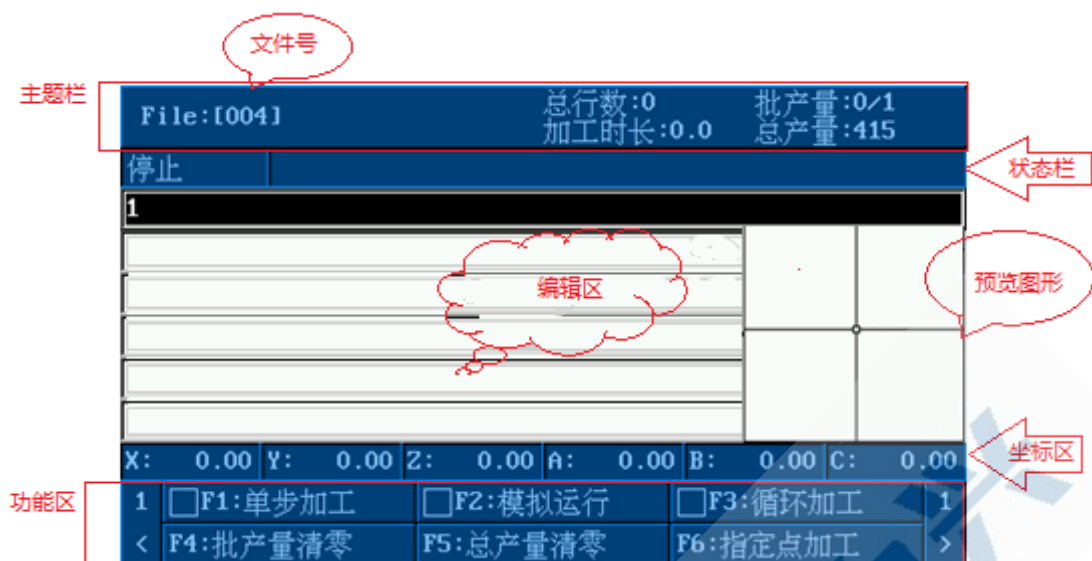 文件号
主题栏
File:[004] 总行数:0 批产量:0/1
加工时长:0.0 总产量:415
停止
状态栏
1
编辑区
预览图形
X: 0.00 Y: 0.00 Z: 0.00 A: 0.00 B: 0.00 C: 0.00
坐标区
功能区
1 F1:单步加工 F2:模拟运行 F3:循环加工 1
< F4:批产量清零 F5:总产量清零 F6:指定点加工 >